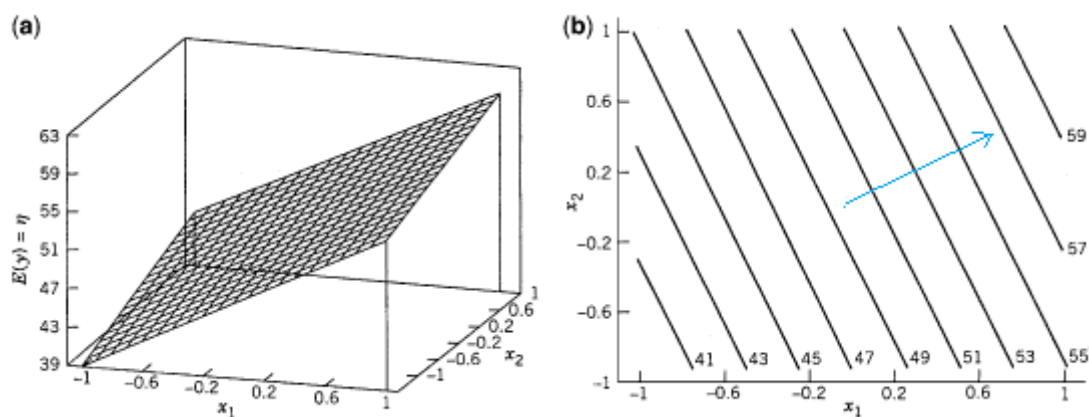 (a)
63
59
55
51
47
43
39
E(y) = η
-1 -0.6 0.2 0.2 0.6 1
x₁
-1
-0.6
-0.2
0.2
0.6
1
x₂
(b)
1
0.6
0.2
-0.2
-0.6
-1
x₂
59
57
41 43 45 47 49 51 53 55
-1 -0.6 -0.2 0.2 0.6 1
x₁